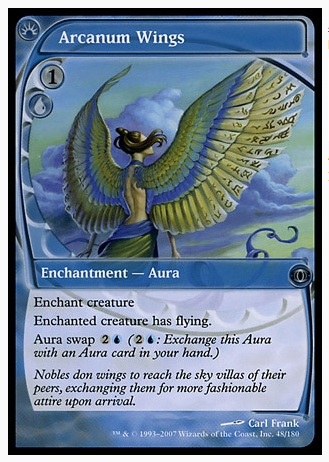 Arcanum Wings
1
Enchantment — Aura
Enchant creature
Enchanted creature has flying.
Aura swap 2 (2: Exchange this Aura
with an Aura card in your hand.)
Nobles don wings to reach the sky villas of their
peers, exchanging them for more fashionable
attire upon arrival.
Carl Frank
™ & © 1993–2007 Wizards of the Coast, Inc. 48/180